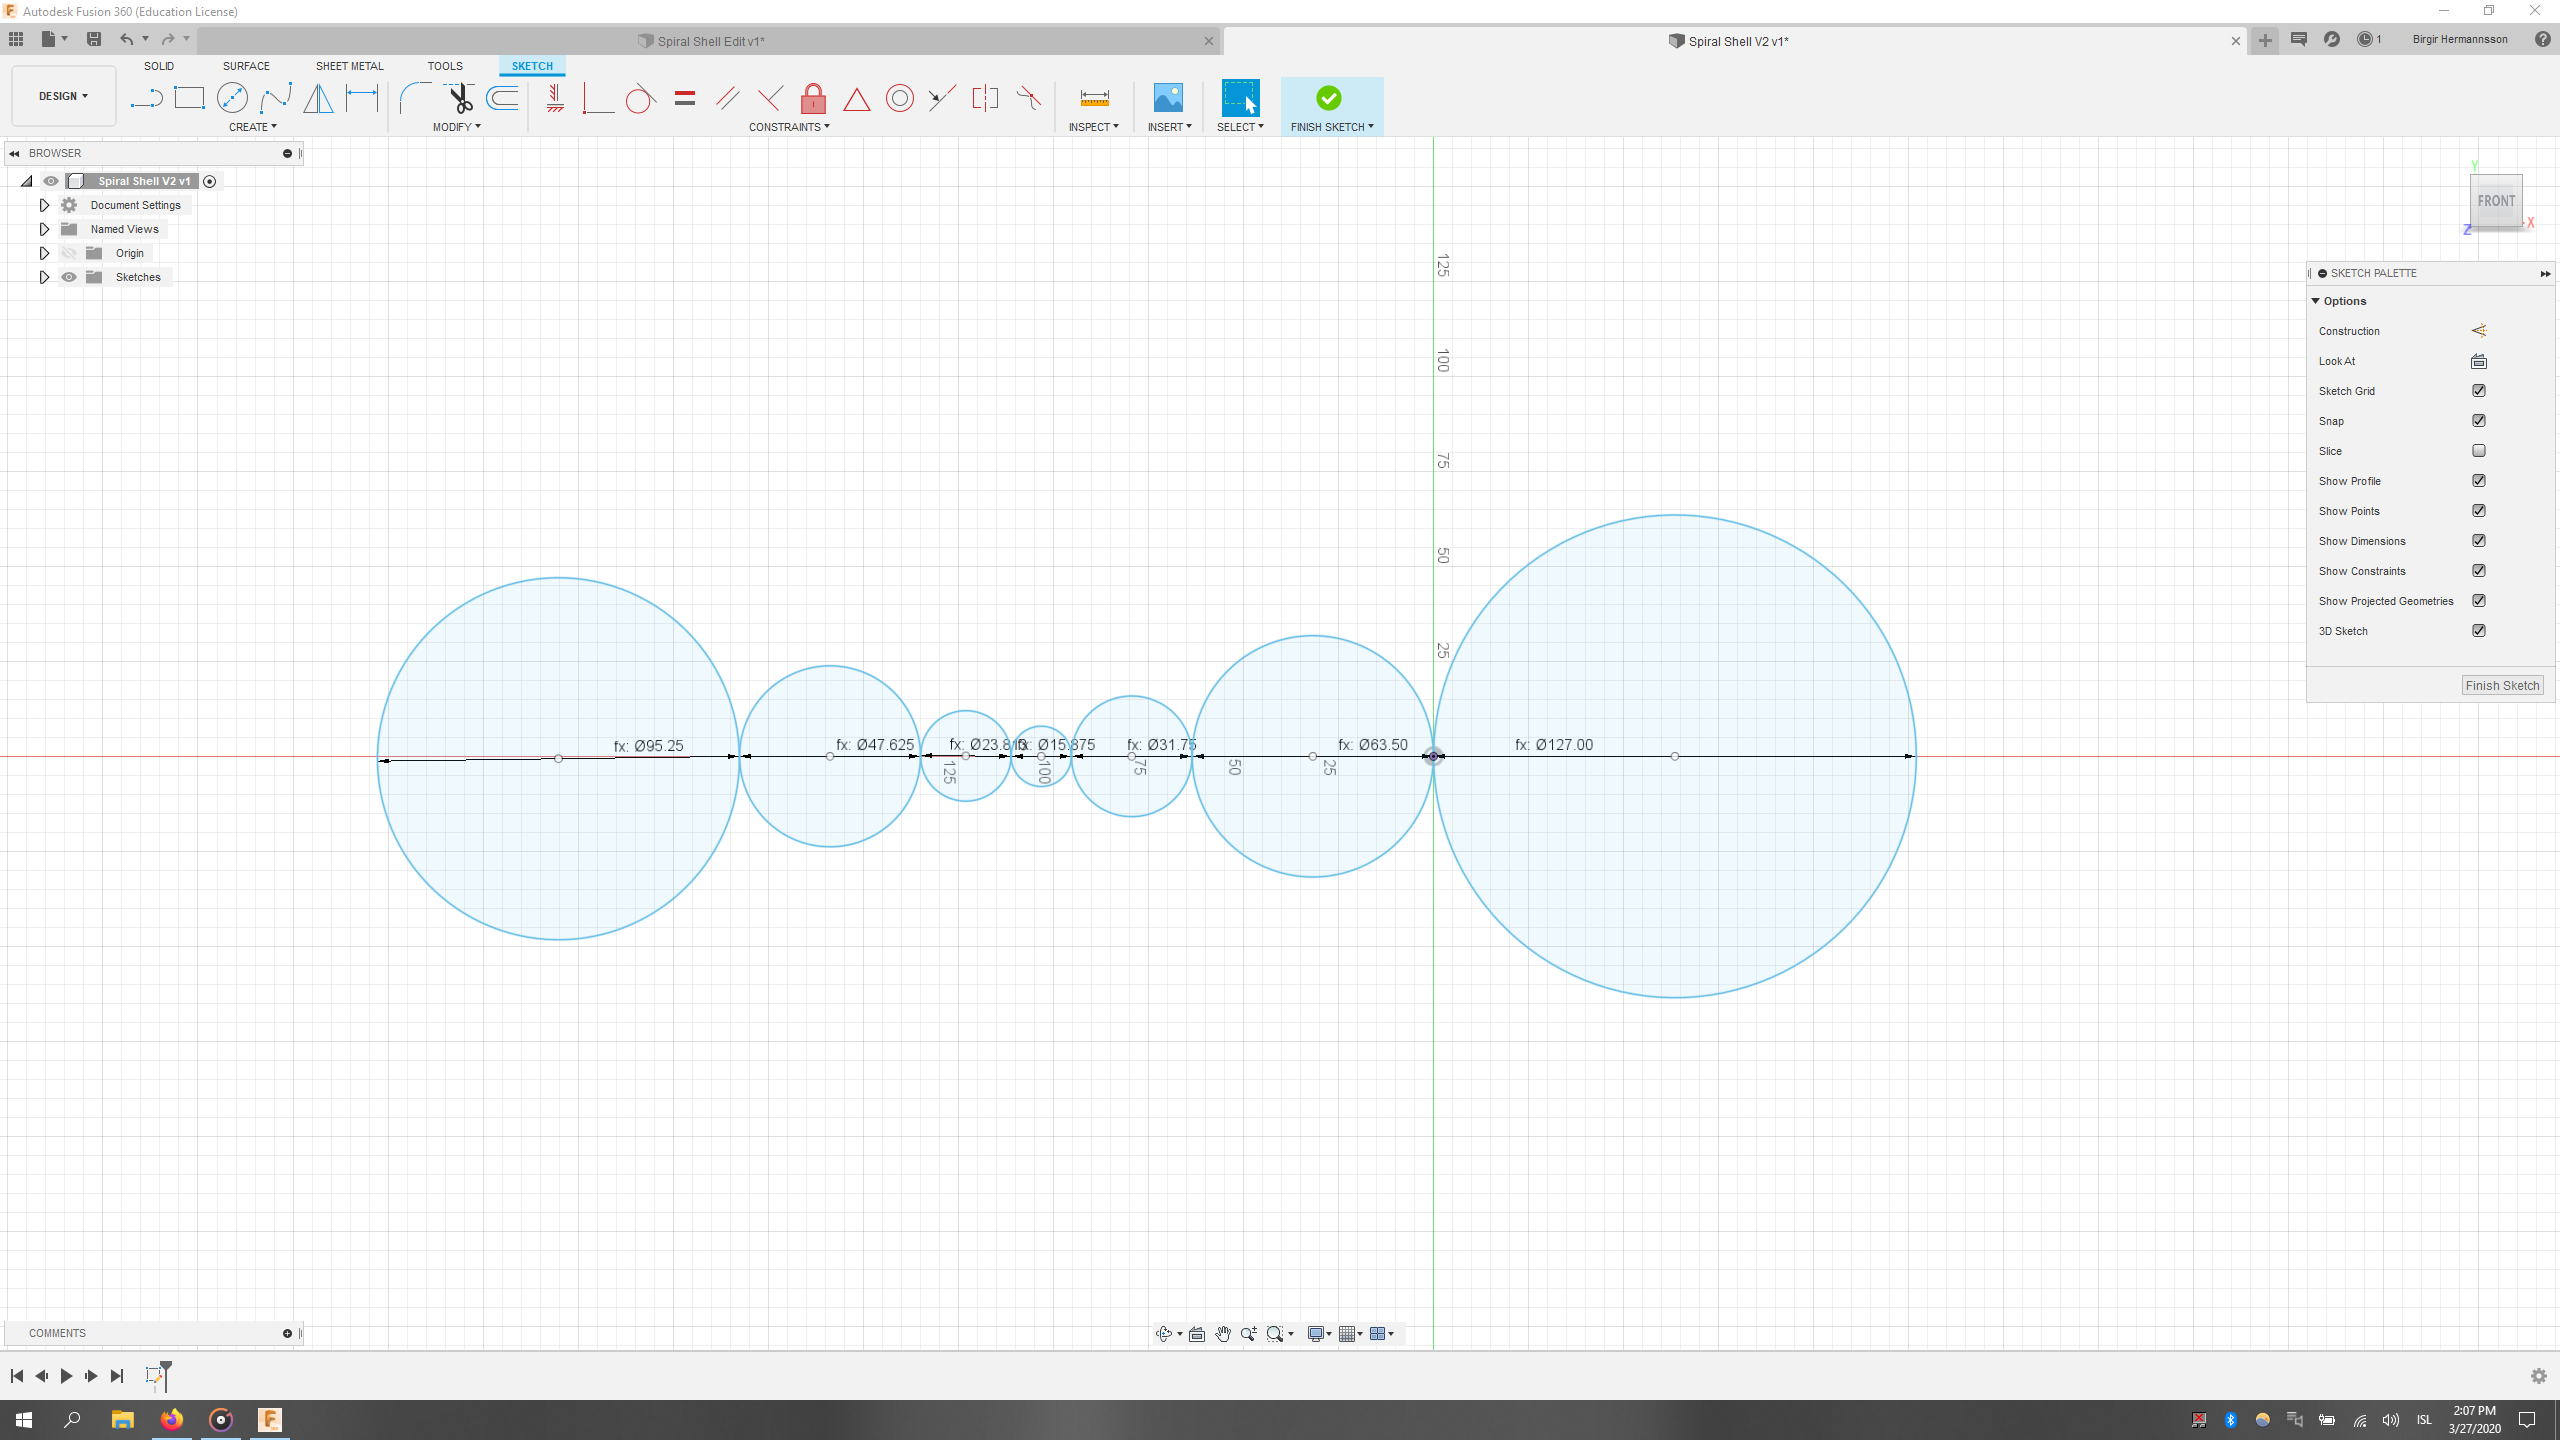 Autodesk Fusion 360 (Education License)
Spiral Shell Edit v1*
Spiral Shell V2 v1*
1
Birgir Hermannsson
SOLID SURFACE SHEET METAL TOOLS SKETCH
DESIGN
CREATE MODIFY CONSTRAINTS INSPECT INSERT SELECT FINISH SKETCH
BROWSER
Spiral Shell V2 v1
Document Settings
Named Views
Origin
Sketches
Y
FRONT
X
Z
SKETCH PALETTE
Options
Construction
Look At
Sketch Grid
Snap
Slice
Show Profile
Show Points
Show Dimensions
Show Constraints
Show Projected Geometries
3D Sketch
Finish Sketch
125
100
75
50
25
fx: Ø95.25 fx: Ø47.625 fx: Ø15.875 fx: Ø31.75 fx: Ø63.50 fx: Ø127.00
125 100 75 50 25
COMMENTS
ISL
2:07 PM
3/27/2020